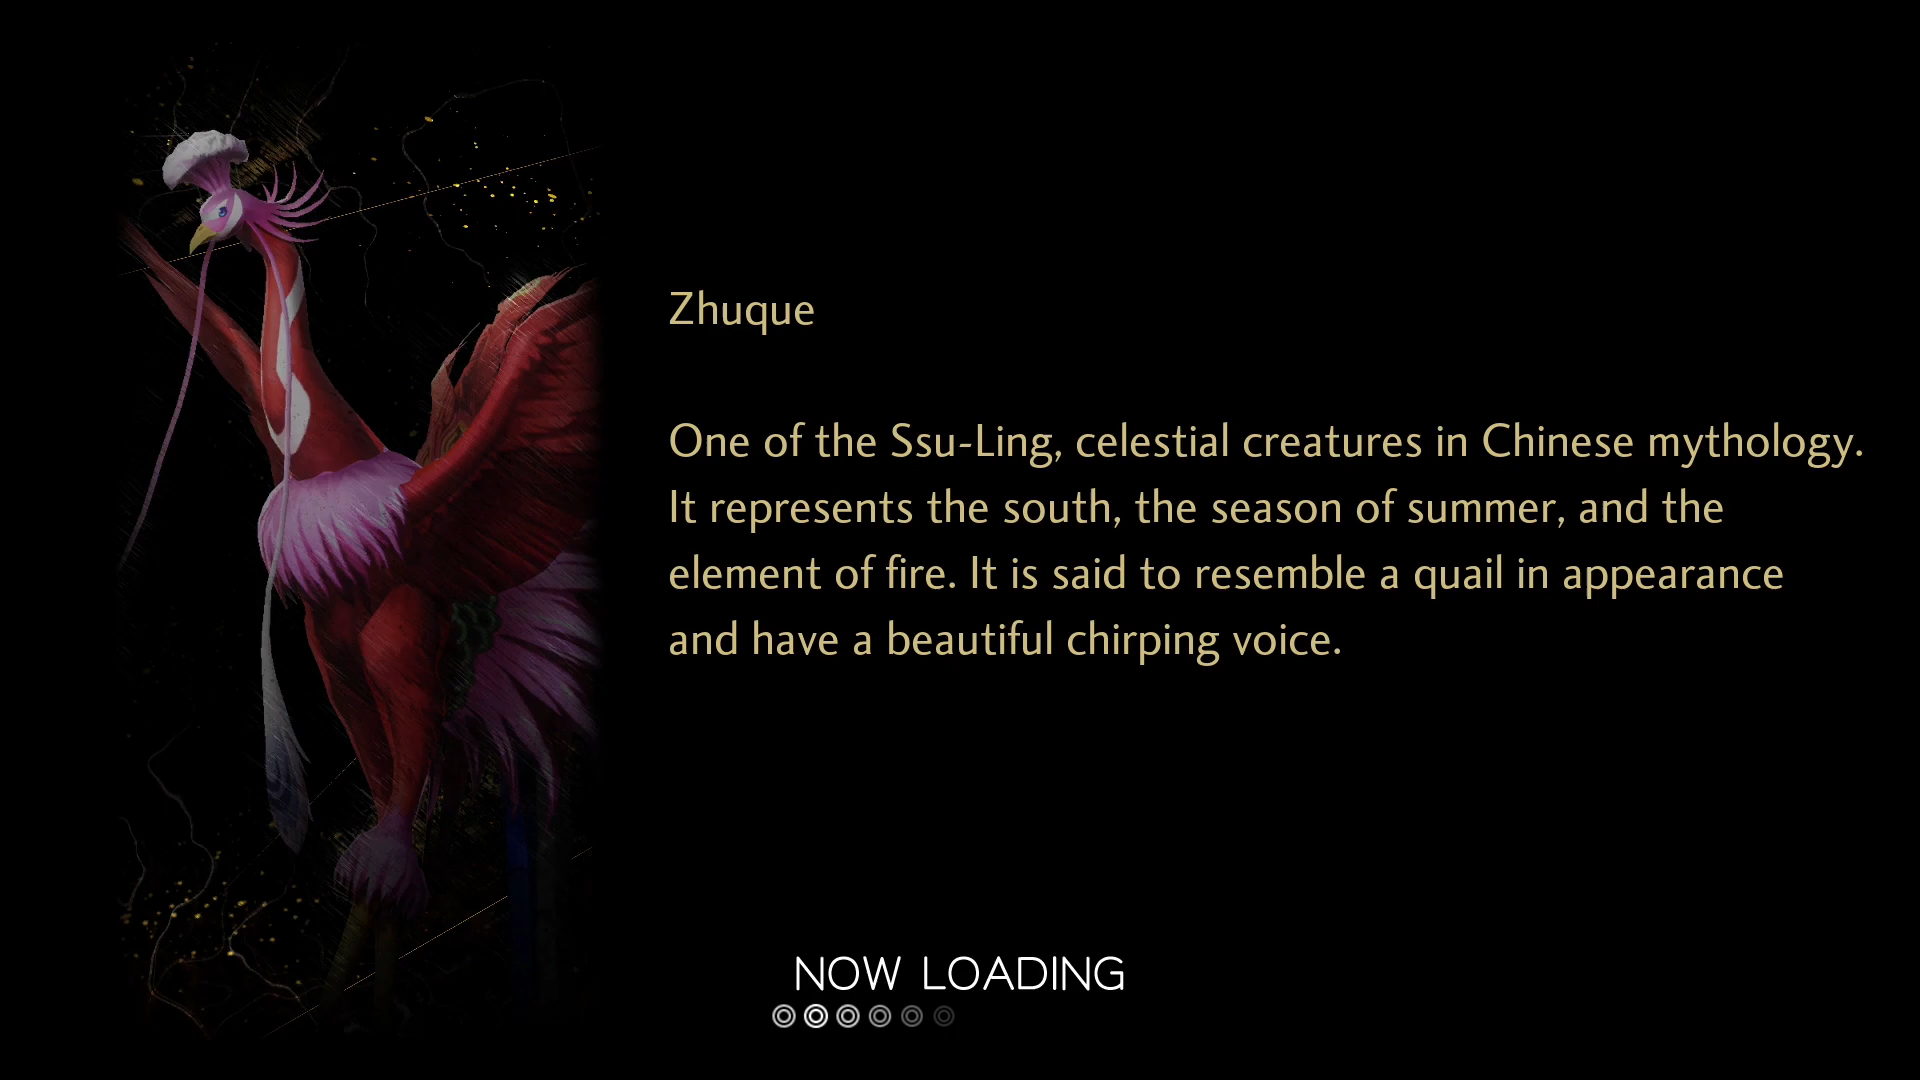 Zhuque
One of the Ssu-Ling, celestial creatures in Chinese mythology.
It represents the south, the season of summer, and the
element of fire. It is said to resemble a quail in appearance
and have a beautiful chirping voice.
NOW LOADING